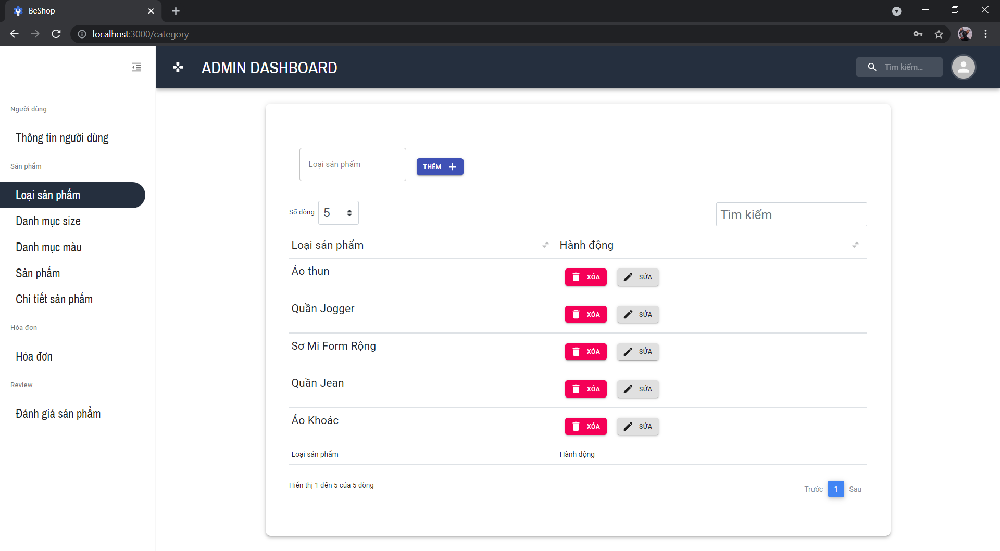 BeShop
localhost:3000/category
ADMIN DASHBOARD
Tìm kiếm...
Người dùng
Thông tin người dùng
Sản phẩm
Loại sản phẩm
Danh mục size
Danh mục màu
Sản phẩm
Chi tiết sản phẩm
Hóa đơn
Hóa đơn
Review
Đánh giá sản phẩm
Loại sản phẩm
THÊM
Số dòng 5
Tìm kiếm
Loại sản phẩm Hành động
Áo thun XÓA SỬA
Quần Jogger XÓA SỬA
Sơ Mi Form Rộng XÓA SỬA
Quần Jean XÓA SỬA
Áo Khoác XÓA SỬA
Loại sản phẩm Hành động
Hiển thị 1 đến 5 của 5 dòng
Trước 1 Sau